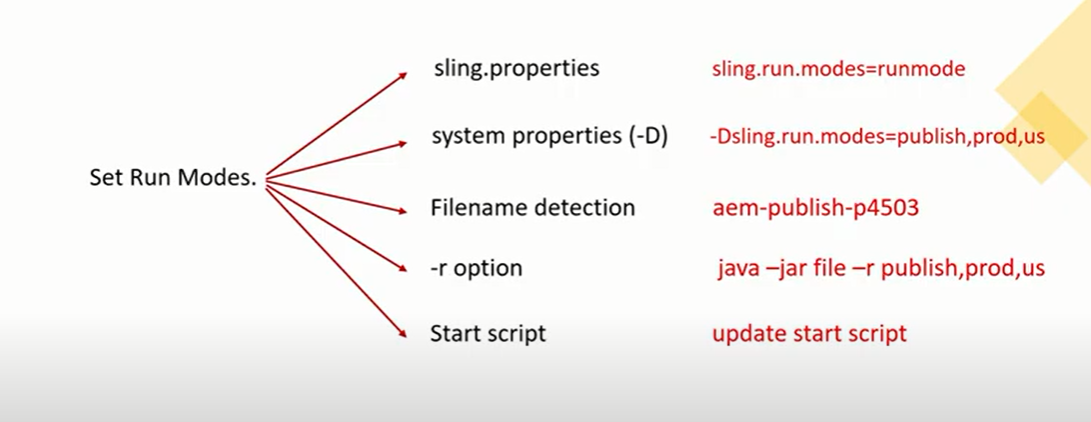 sling.properties sling.run.modes=runmode
system properties (-D) -Dsling.run.modes=publish,prod,us
Set Run Modes.
Filename detection aem-publish-p4503
-r option java –jar file –r publish,prod,us
Start script update start script